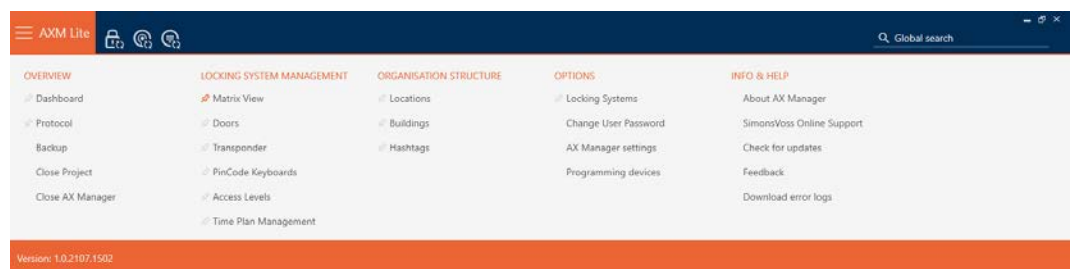 AXM Lite
Global search
OVERVIEW
Dashboard
Protocol
Backup
Close Project
Close AX Manager
LOCKING SYSTEM MANAGEMENT
Matrix View
Doors
Transponder
PinCode Keyboards
Access Levels
Time Plan Management
ORGANISATION STRUCTURE
Locations
Buildings
Hashtags
OPTIONS
Locking Systems
Change User Password
AX Manager settings
Programming devices
INFO & HELP
About AX Manager
SimonsVoss Online Support
Check for updates
Feedback
Download error logs
Version: 1.0.2107.1502